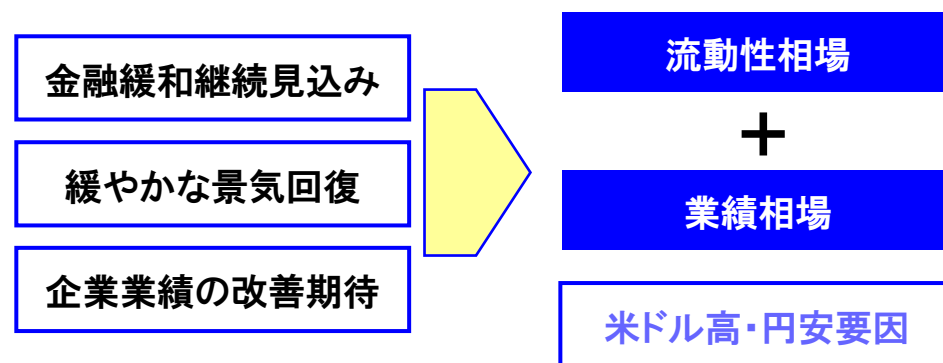 金融緩和継続見込み
緩やかな景気回復
企業業績の改善期待
流動性相場
+
業績相場
米ドル高・円安要因